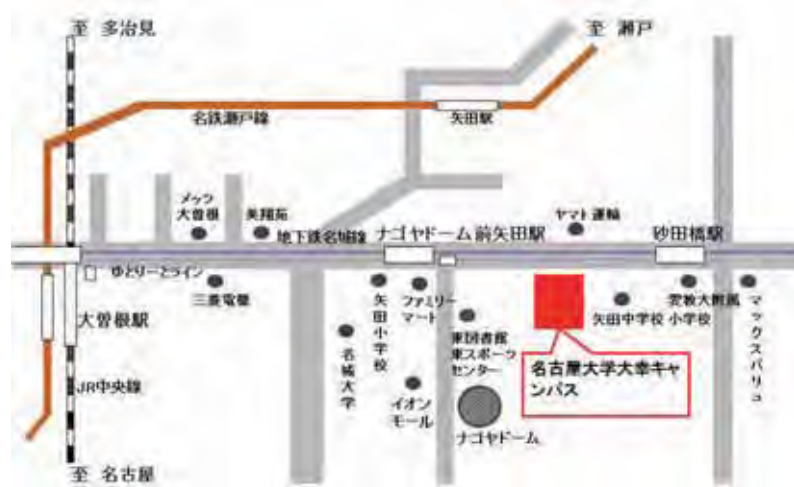 至 多治見
至 瀬戸
名鉄瀬戸線
矢田駅
メッツ
大曽根
美翔苑
地下鉄名城線
ナゴヤドーム前矢田駅
ヤマト運輸
砂田橋駅
ゆとりーとライン
三菱電機
大曽根駅
矢田小学校
ファミリー
マート
東図書館
東スポーツ
センター
矢田中学校
愛教大附属
小学校
マックスバリュ
名城大学
名古屋大学大幸キャ
ンパス
JR中央線
イオン
モール
ナゴヤドーム
至 名古屋